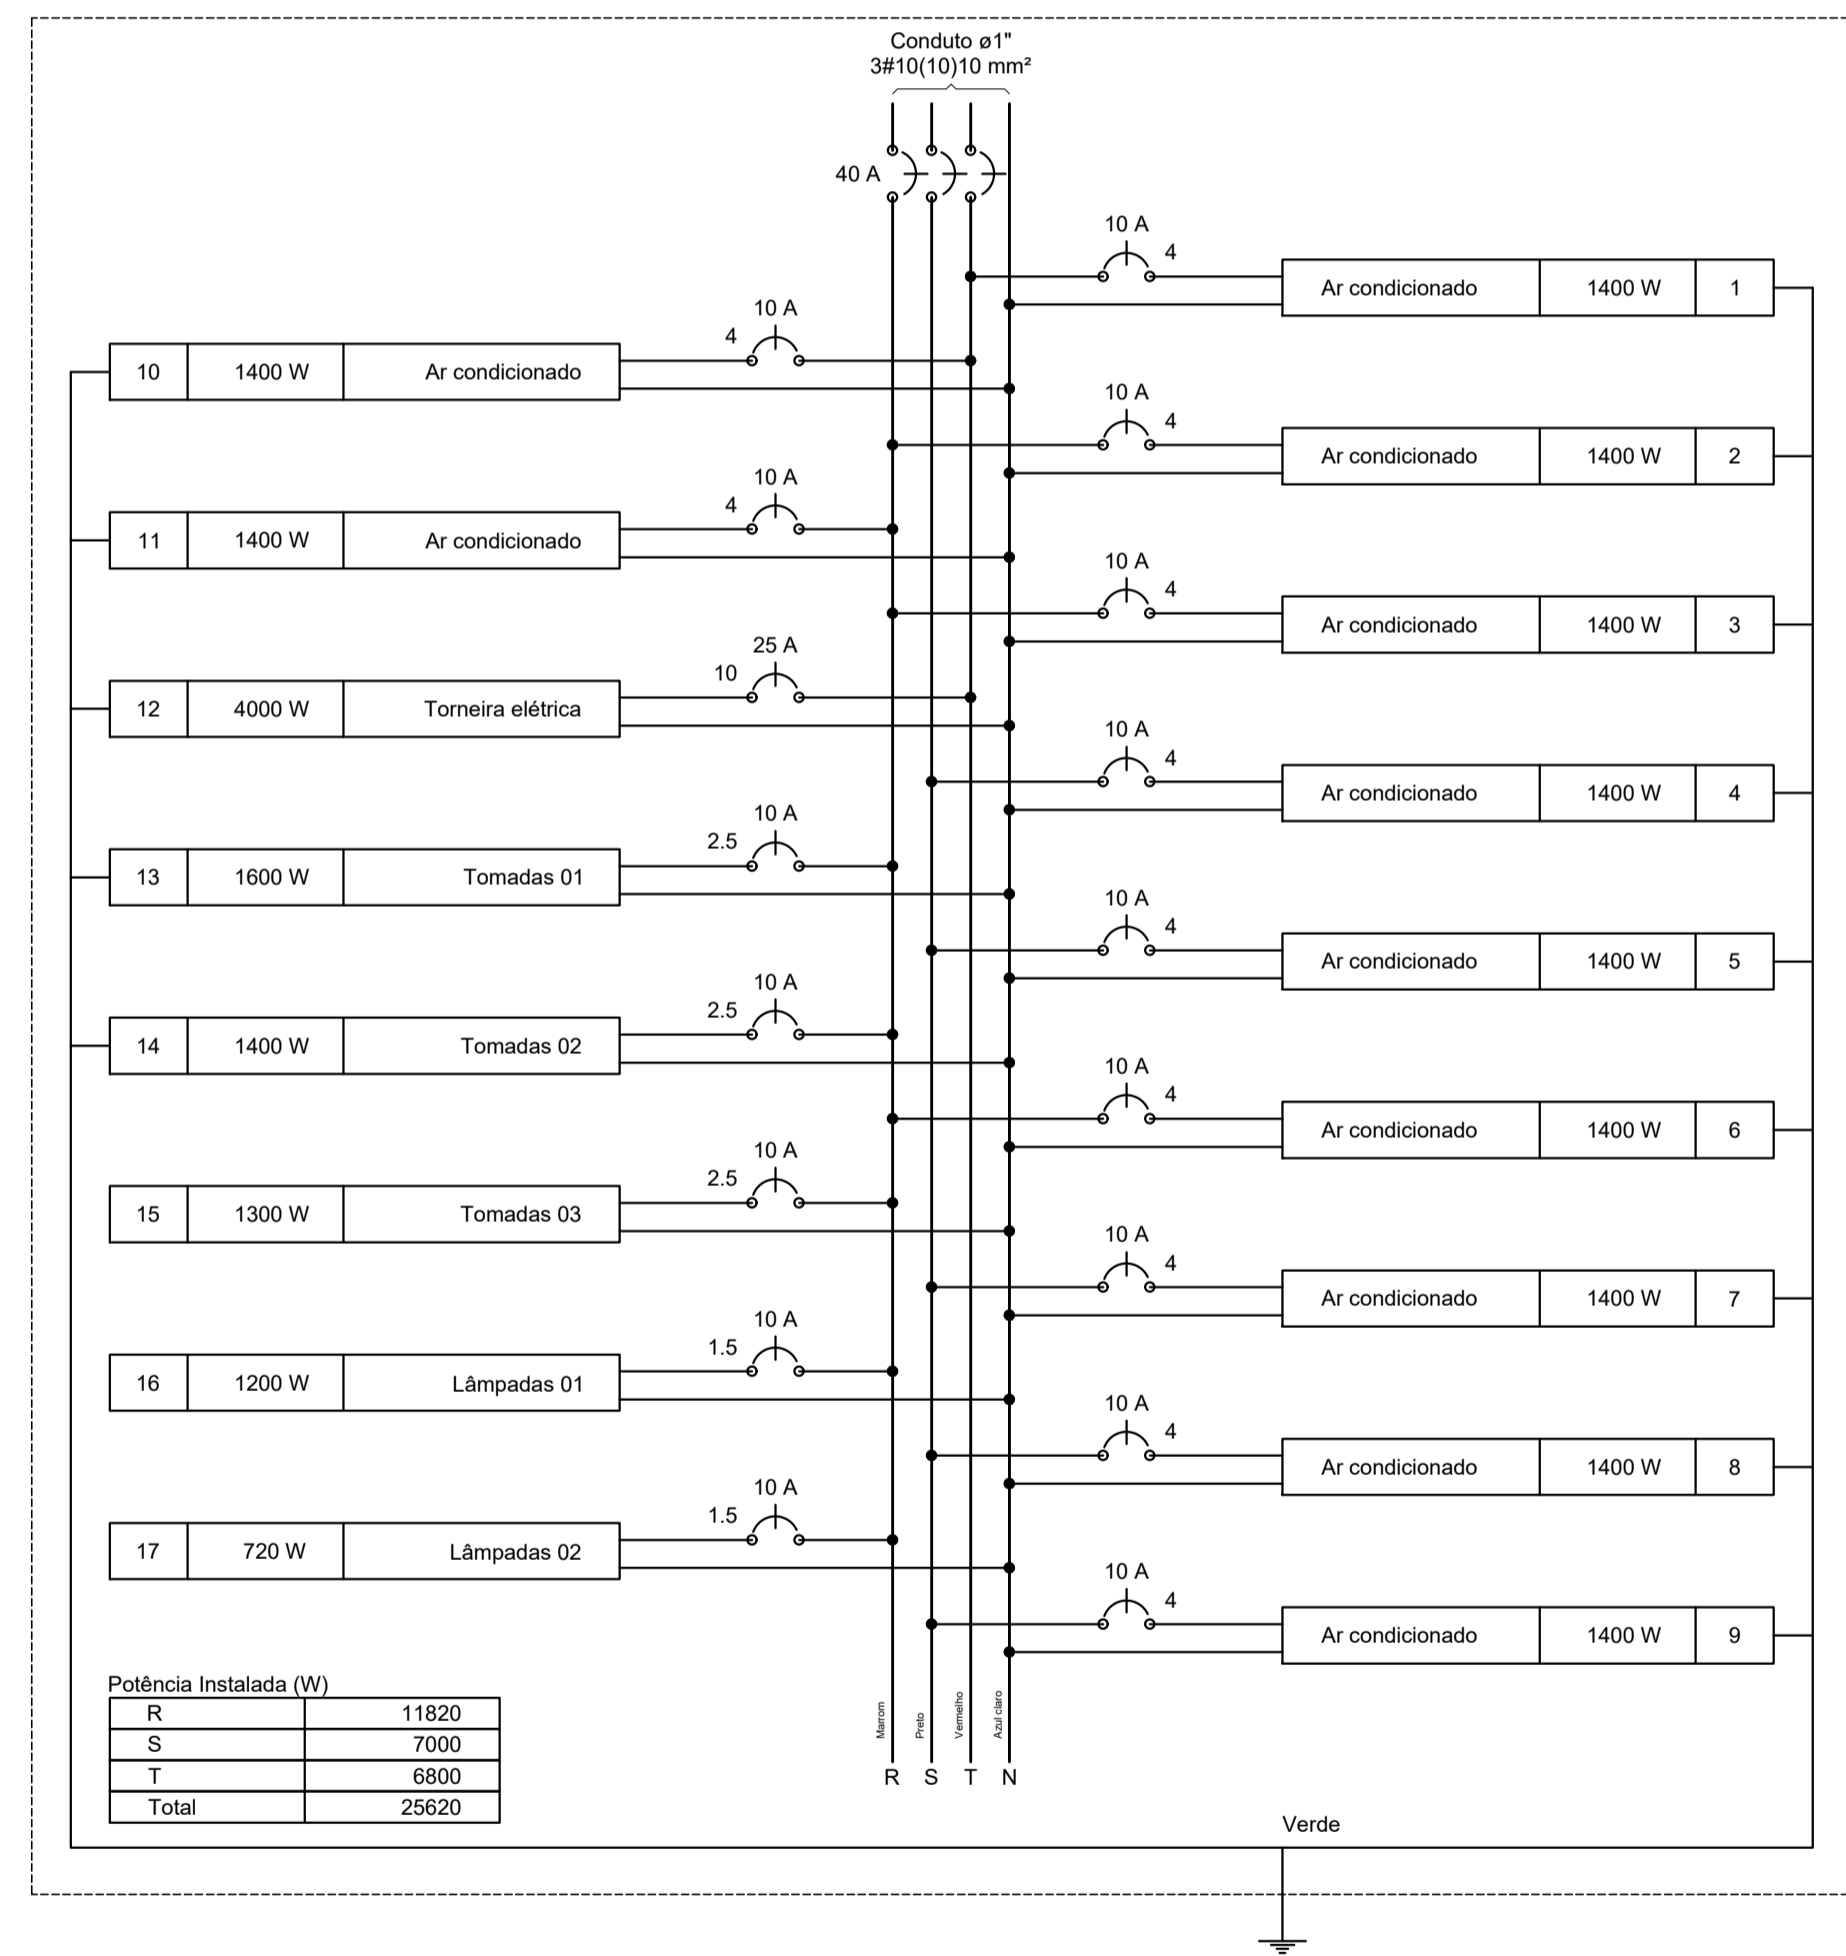 Conduto ø1"
3#10(10)10 mm²
40 A
10 A
4
Ar condicionado 1400 W 1
10 A
4
10 1400 W Ar condicionado
10 A
4
Ar condicionado 1400 W 2
10 A
4
11 1400 W Ar condicionado
10 A
4
Ar condicionado 1400 W 3
25 A
10
12 4000 W Torneira elétrica
10 A
4
Ar condicionado 1400 W 4
10 A
2.5
13 1600 W Tomadas 01
10 A
4
Ar condicionado 1400 W 5
10 A
2.5
14 1400 W Tomadas 02
10 A
4
Ar condicionado 1400 W 6
10 A
2.5
15 1300 W Tomadas 03
10 A
4
Ar condicionado 1400 W 7
10 A
1.5
16 1200 W Lâmpadas 01
10 A
4
Ar condicionado 1400 W 8
10 A
1.5
17 720 W Lâmpadas 02
10 A
4
Ar condicionado 1400 W 9
Potência Instalada (W)
R 11820
S 7000
T 6800
Total 25620
Marrom
Preto
Vermelho
Azul claro
R S T N
Verde